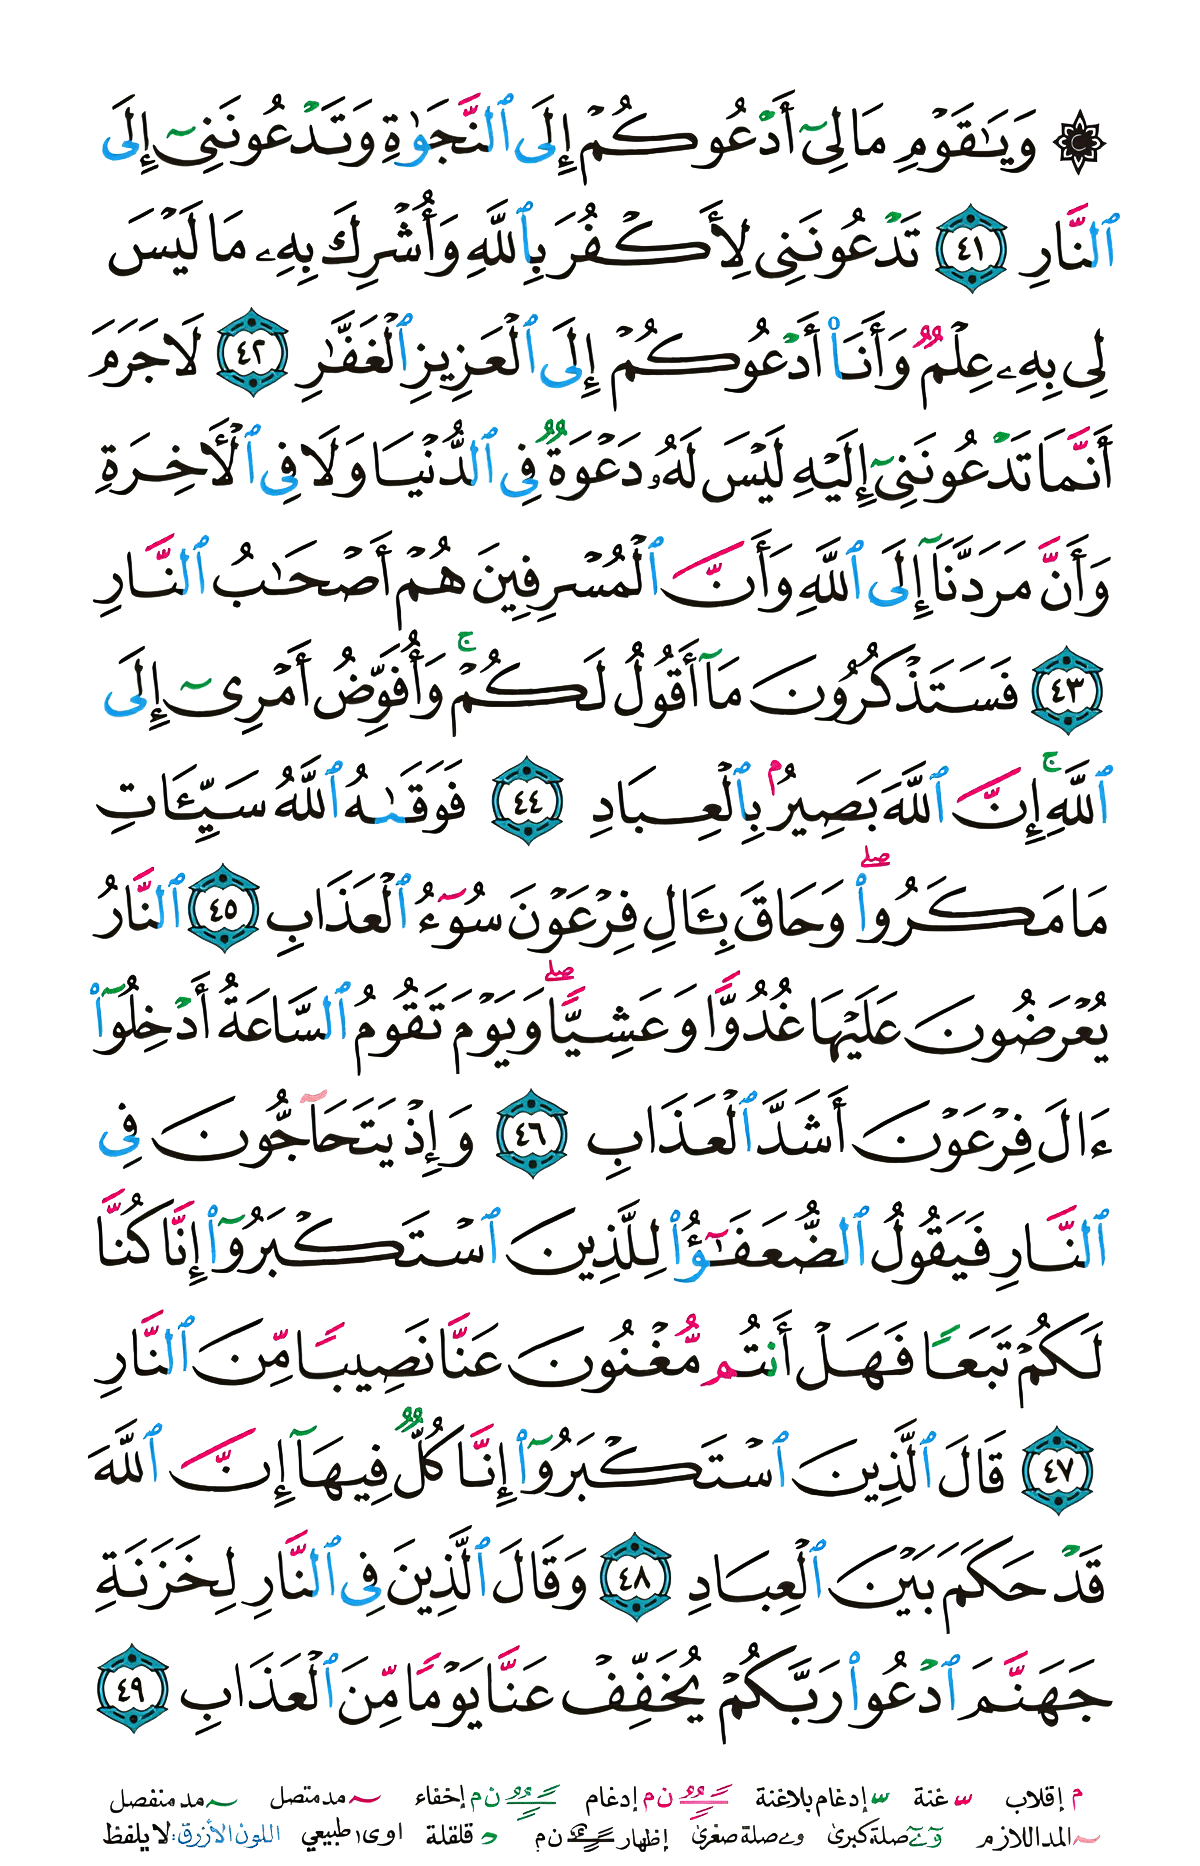 ۞ وَيَـٰقَوْمِ مَا لِىٓ أَدْعُوكُمْ إِلَى ٱلنَّجَوٰةِ وَتَدْعُونَنِىٓ إِلَى
ٱلنَّارِ ٤١ تَدْعُونَنِى لِأَكْفُرَ بِٱللَّهِ وَأُشْرِكَ بِهِۦ مَا لَيْسَ
لِى بِهِۦ عِلْمٌ وَأَنَا۠ أَدْعُوكُمْ إِلَى ٱلْعَزِيزِ ٱلْغَفَّـٰرِ ٤٢ لَا جَرَمَ
أَنَّمَا تَدْعُونَنِىٓ إِلَيْهِ لَيْسَ لَهُۥ دَعْوَةٌ فِى ٱلدُّنْيَا وَلَا فِى ٱلْأَخِرَةِ
وَأَنَّ مَرَدَّنَآ إِلَى ٱللَّهِ وَأَنَّ ٱلْمُسْرِفِينَ هُمْ أَصْحَـٰبُ ٱلنَّارِ
٤٣ فَسَتَذْكُرُونَ مَآ أَقُولُ لَكُمْ ۚ وَأُفَوِّضُ أَمْرِىٓ إِلَى
ٱللَّهِ ۚ إِنَّ ٱللَّهَ بَصِيرُۢ بِٱلْعِبَادِ ٤٤ فَوَقَىٰهُ ٱللَّهُ سَيِّـَٔاتِ
مَا مَكَرُوا۟ ۖ وَحَاقَ بِـَٔالِ فِرْعَوْنَ سُوٓءُ ٱلْعَذَابِ ٤٥ ٱلنَّارُ
يُعْرَضُونَ عَلَيْهَا غُدُوًّا وَعَشِيًّا ۖ وَيَوْمَ تَقُومُ ٱلسَّاعَةُ أَدْخِلُوٓا۟
ءَالَ فِرْعَوْنَ أَشَدَّ ٱلْعَذَابِ ٤٦ وَإِذْ يَتَحَآجُّونَ فِى
ٱلنَّارِ فَيَقُولُ ٱلضُّعَفَـٰٓؤُا۟ لِلَّذِينَ ٱسْتَكْبَرُوٓا۟ إِنَّا كُنَّا
لَكُمْ تَبَعًا فَهَلْ أَنتُم مُّغْنُونَ عَنَّا نَصِيبًا مِّنَ ٱلنَّارِ
٤٧ قَالَ ٱلَّذِينَ ٱسْتَكْبَرُوٓا۟ إِنَّا كُلٌّ فِيهَآ إِنَّ ٱللَّهَ
قَدْ حَكَمَ بَيْنَ ٱلْعِبَادِ ٤٨ وَقَالَ ٱلَّذِينَ فِى ٱلنَّارِ لِخَزَنَةِ
جَهَنَّمَ ٱدْعُوا۟ رَبَّكُمْ يُخَفِّفْ عَنَّا يَوْمًا مِّنَ ٱلْعَذَابِ ٤٩
م إقلاب ّ غنة ّ إدغام بلاغنة ن م إدغام ن م إخفاء ٓ مد متصل ٓ مد منفصل
ٓ المد اللازم و ے صلة كبرى و ے صلة صغرى إظهار ن م د قلقلة اوى ا طبيعي اللون الأزرق: لا يلفظ